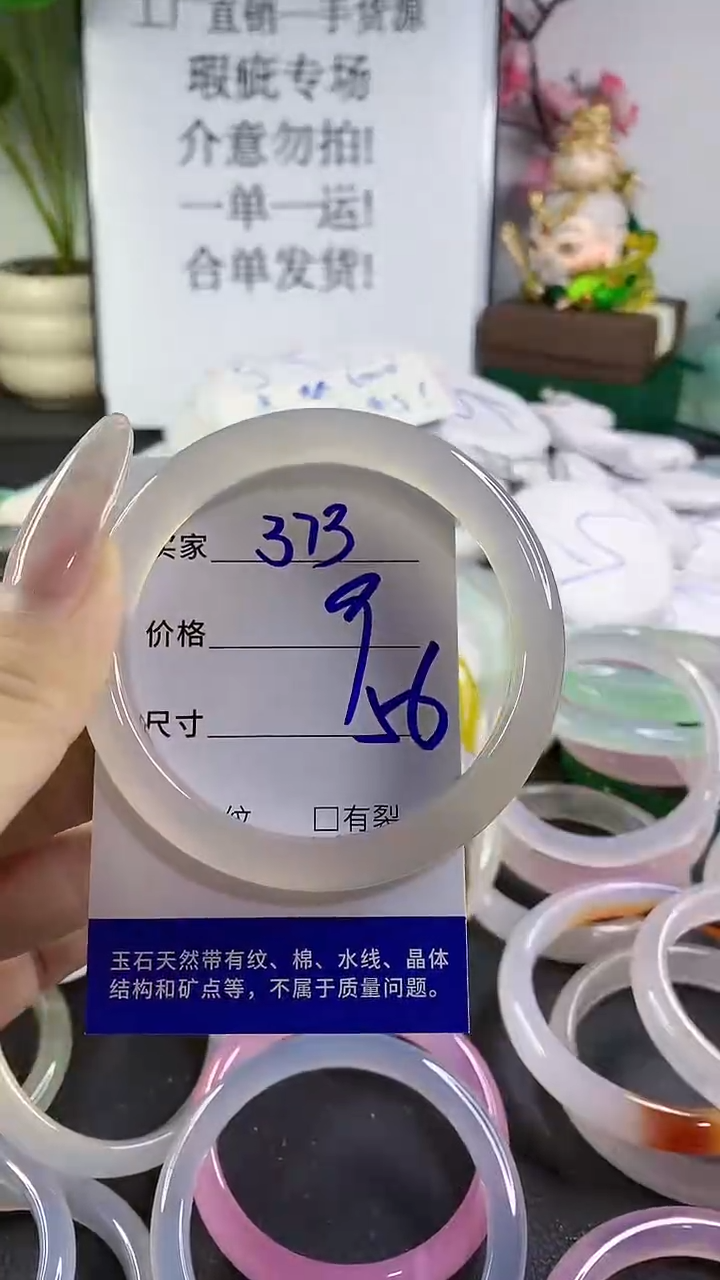 工厂直销一手货源
瑕疵专场
介意勿拍!
一单一运!
合单发货!
买家 373
价格 9
尺寸 56
纹 □有裂
玉石天然带有纹、棉、水线、晶体
结构和矿点等，不属于质量问题。